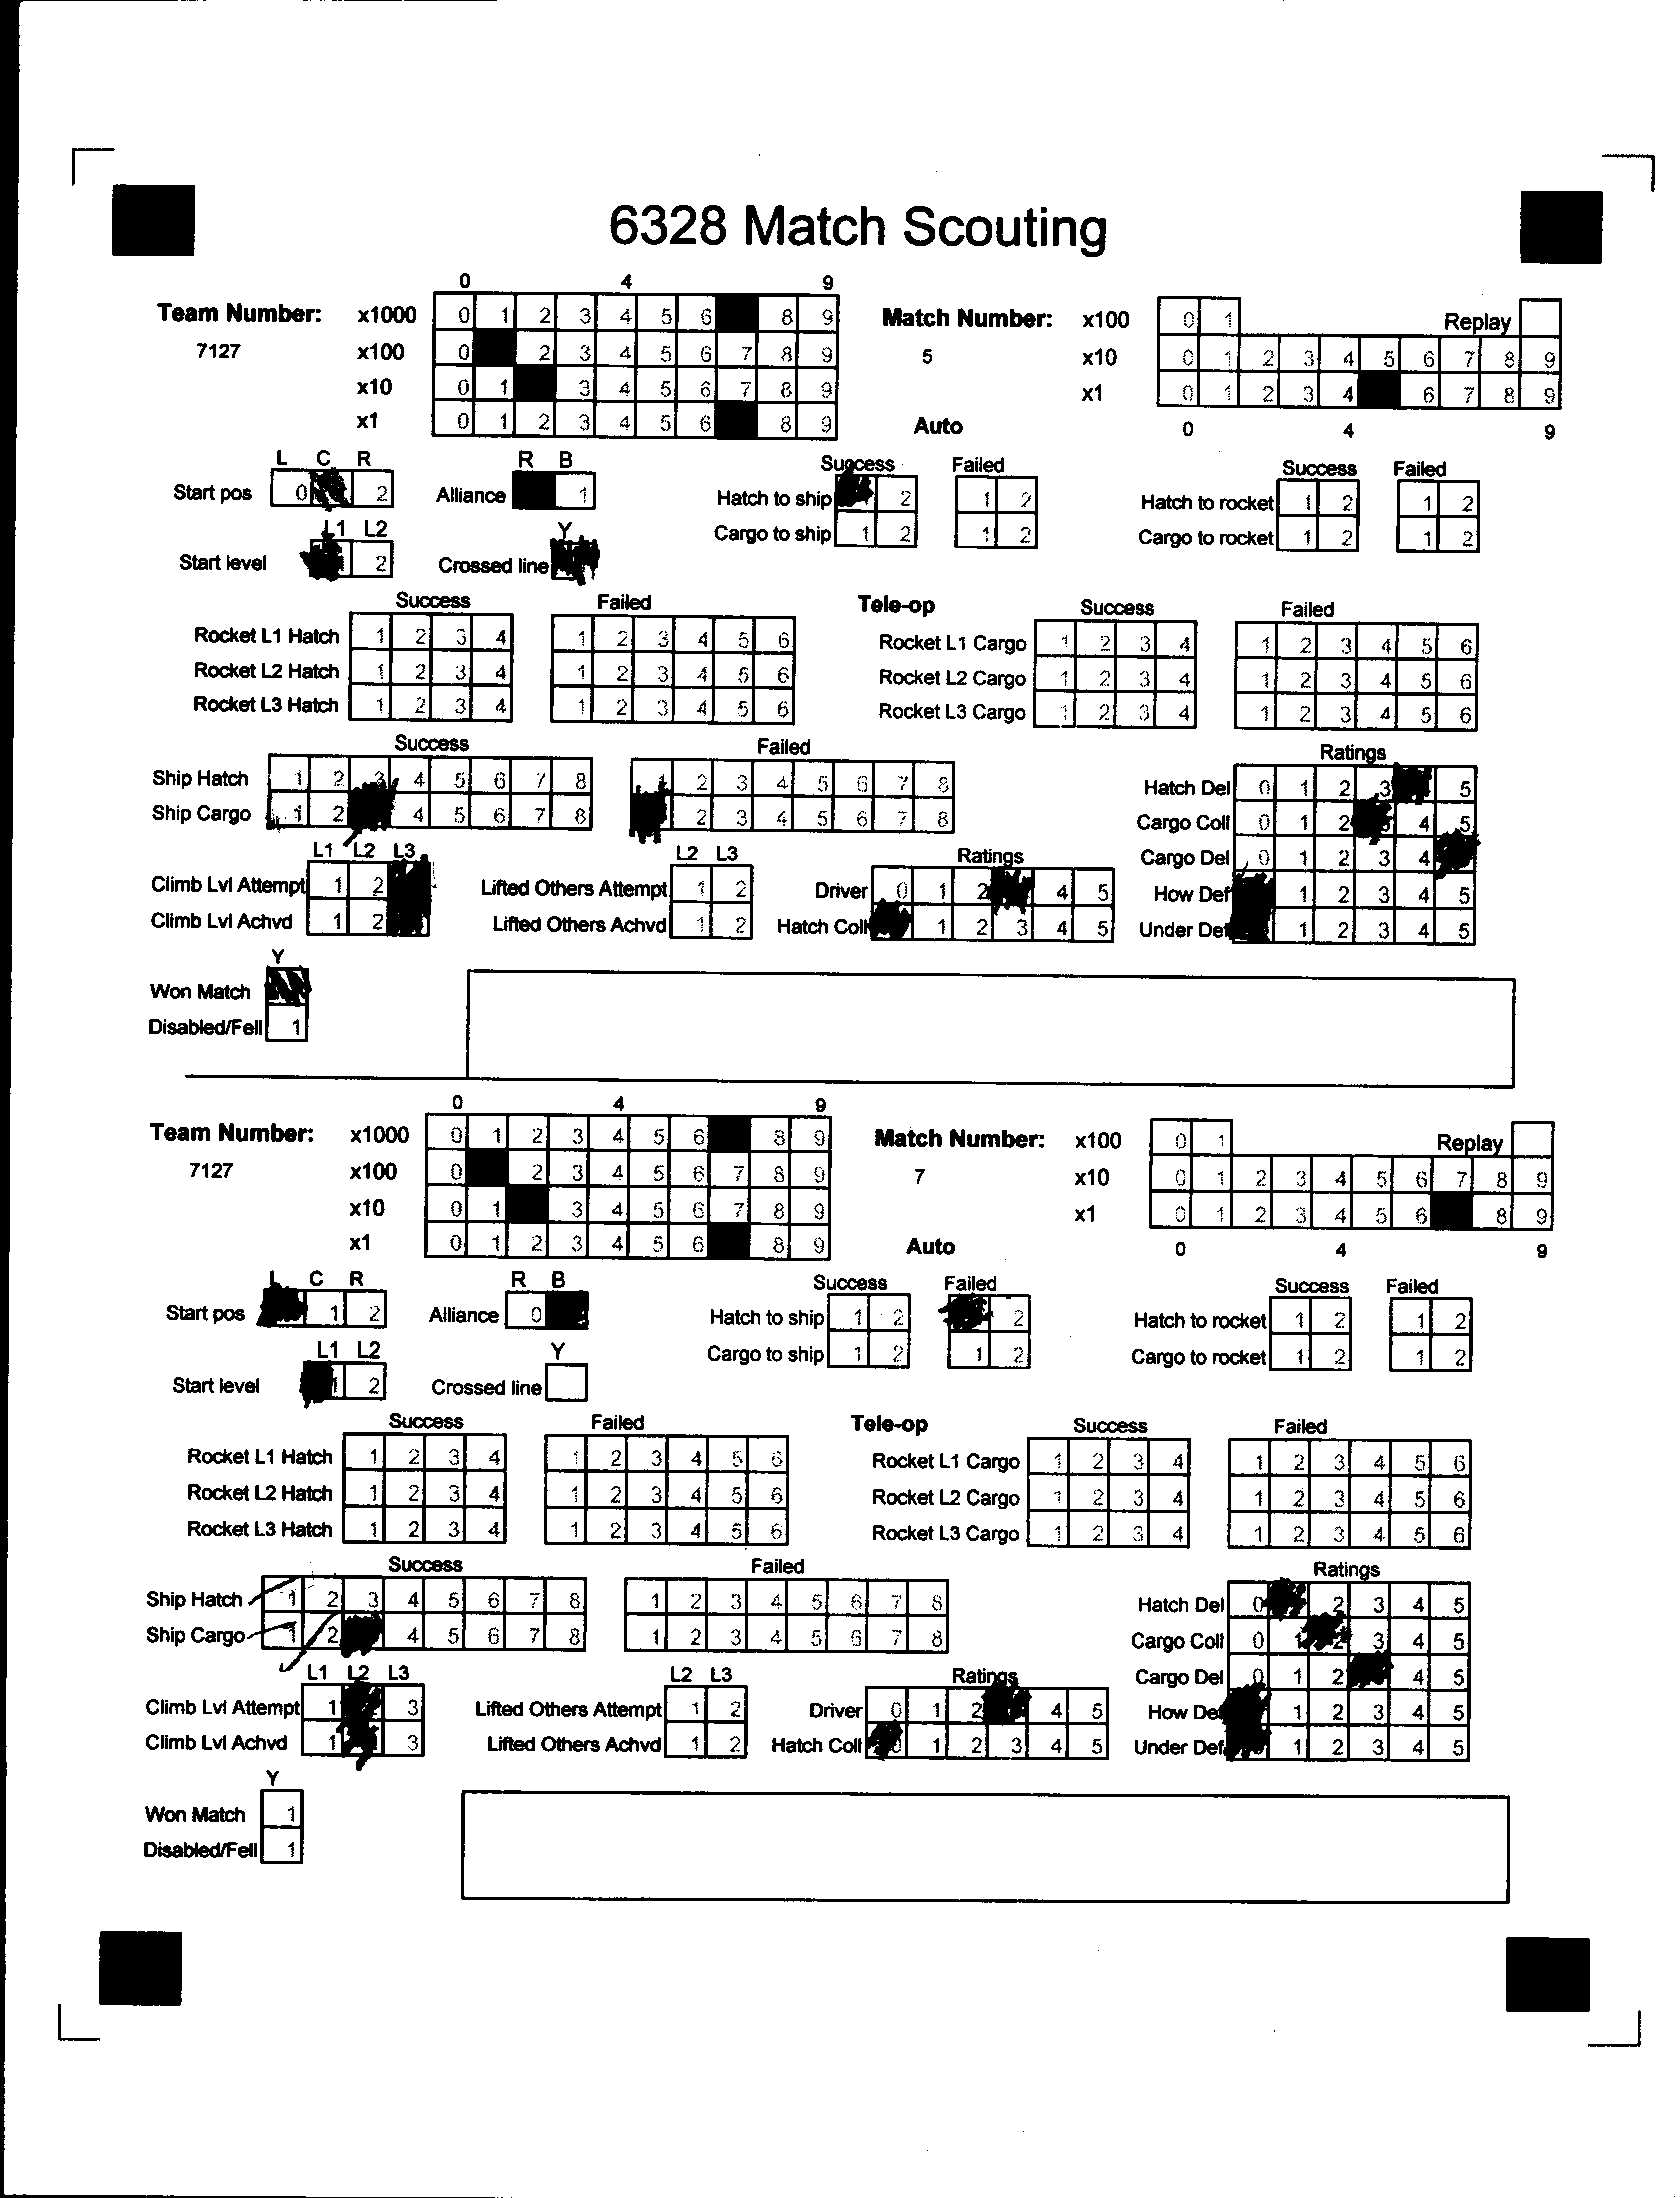 6328 Match Scouting
0 4 9
Team Number: x1000 0 1 2 3 4 5 6 8 9 Match Number: x100 0 1 Replay
7127 x100 0 2 3 4 5 6 7 8 9 5 x10 0 1 2 3 4 5 6 7 8 9
x10 0 1 3 4 5 6 7 8 9 x1 0 1 2 3 4 6 7 8 9
x1 0 1 2 3 4 5 6 8 9 Auto 0 4 9
L C R R B Success Failed Success Failed
Start pos 0 2 Alliance 1 Hatch to ship 2 1 2 Hatch to rocket 1 2 1 2
L1 L2 Y Cargo to ship 1 2 1 2 Cargo to rocket 1 2 1 2
Start level 2 Crossed line
Success Failed Tele-op Success Failed
Rocket L1 Hatch 1 2 3 4 1 2 3 4 5 6 Rocket L1 Cargo 1 2 3 4 1 2 3 4 5 6
Rocket L2 Hatch 1 2 3 4 1 2 3 4 5 6 Rocket L2 Cargo 1 2 3 4 1 2 3 4 5 6
Rocket L3 Hatch 1 2 3 4 1 2 3 4 5 6 Rocket L3 Cargo 1 2 3 4 1 2 3 4 5 6
Success Failed Ratings
Ship Hatch 1 2 3 4 5 6 7 8 1 2 3 4 5 6 7 8 Hatch Del 0 1 2 3 5
Ship Cargo 1 2 4 5 6 7 8 2 3 4 5 6 7 8 Cargo Coll 0 1 2 4 5
L1 L2 L3 L2 L3 Ratings Cargo Del 0 1 2 3 4
Climb Lvl Attempt 1 2 Lifted Others Attempt 1 2 Driver 0 1 2 4 5 How Def 1 2 3 4 5
Climb Lvl Achvd 1 2 Lifted Others Achvd 1 2 Hatch Coll 1 2 3 4 5 Under Def 1 2 3 4 5
Y
Won Match
Disabled/Fell 1
0 4 9
Team Number: x1000 0 1 2 3 4 5 6 8 9 Match Number: x100 0 1 Replay
7127 x100 0 2 3 4 5 6 7 8 9 7 x10 0 1 2 3 4 5 6 7 8 9
x10 0 1 3 4 5 6 7 8 9 x1 0 1 2 3 4 5 6 8 9
x1 0 1 2 3 4 5 6 8 9 Auto 0 4 9
L C R R B Success Failed Success Failed
Start pos 1 2 Alliance 0 Hatch to ship 1 2 2 Hatch to rocket 1 2 1 2
L1 L2 Y Cargo to ship 1 2 1 2 Cargo to rocket 1 2 1 2
Start level 1 2 Crossed line
Success Failed Tele-op Success Failed
Rocket L1 Hatch 1 2 3 4 1 2 3 4 5 6 Rocket L1 Cargo 1 2 3 4 1 2 3 4 5 6
Rocket L2 Hatch 1 2 3 4 1 2 3 4 5 6 Rocket L2 Cargo 1 2 3 4 1 2 3 4 5 6
Rocket L3 Hatch 1 2 3 4 1 2 3 4 5 6 Rocket L3 Cargo 1 2 3 4 1 2 3 4 5 6
Success Failed Ratings
Ship Hatch 1 2 3 4 5 6 7 8 1 2 3 4 5 6 7 8 Hatch Del 0 2 3 4 5
Ship Cargo 1 2 4 5 6 7 8 1 2 3 4 5 6 7 8 Cargo Coll 0 1 2 3 4 5
L1 L2 L3 L2 L3 Ratings Cargo Del 0 1 2 4 5
Climb Lvl Attempt 1 3 Lifted Others Attempt 1 2 Driver 0 1 2 4 5 How Def 1 2 3 4 5
Climb Lvl Achvd 1 3 Lifted Others Achvd 1 2 Hatch Coll 0 1 2 3 4 5 Under Def 1 2 3 4 5
Y
Won Match 1
Disabled/Fell 1